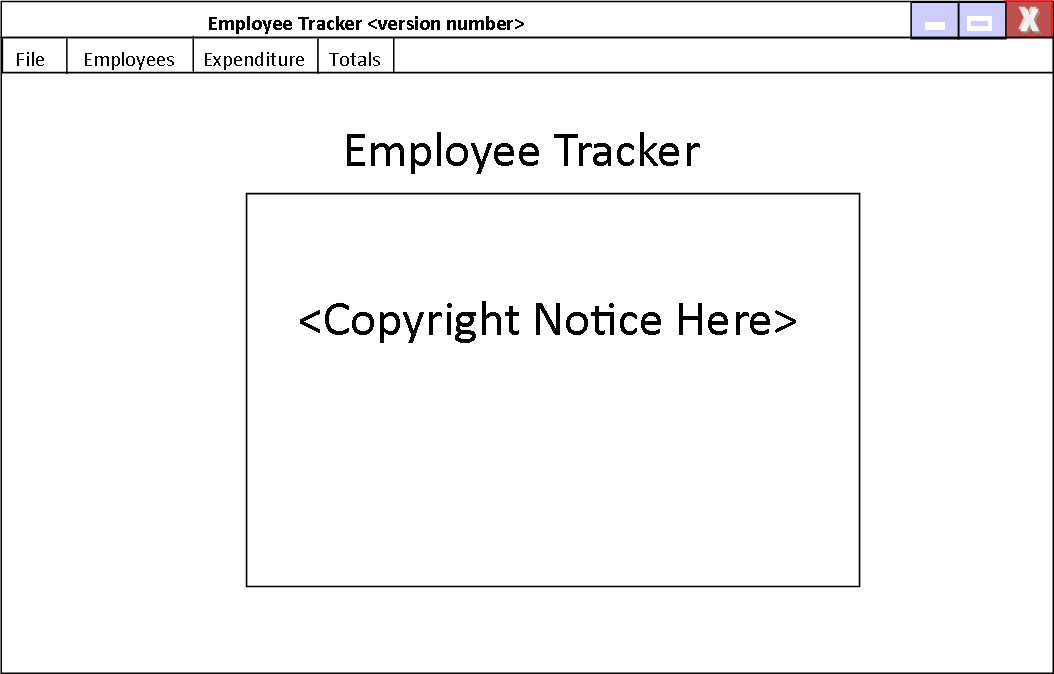 Employee Tracker <version number>
File Employees Expenditure Totals
Employee Tracker
<Copyright Notice Here>